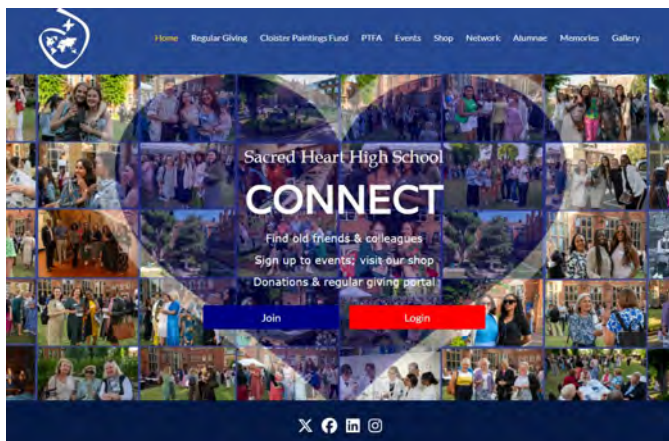 Home Regular Giving Cloister Paintings Fund PTFA Events Shop Network Alumnae Memories Gallery
Sacred Heart High School
CONNECT
Find old friends & colleagues
Sign up to events; visit our shop
Donations & regular giving portal
Join Login